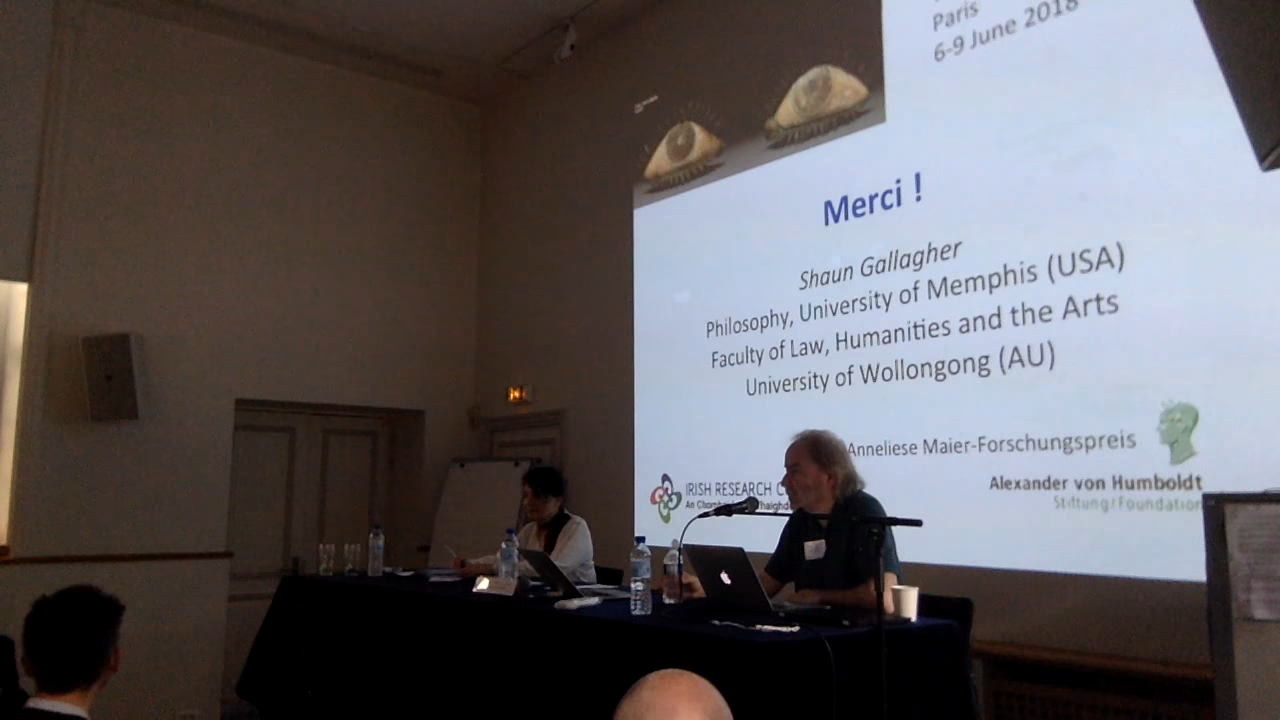 Paris
6-9 June 2018
Merci !
Shaun Gallagher
Philosophy, University of Memphis (USA)
Faculty of Law, Humanities and the Arts
University of Wollongong (AU)
Anneliese Maier-Forschungspreis
Alexander von Humboldt
Stiftung/Foundation
IRISH RESEARCH C
An